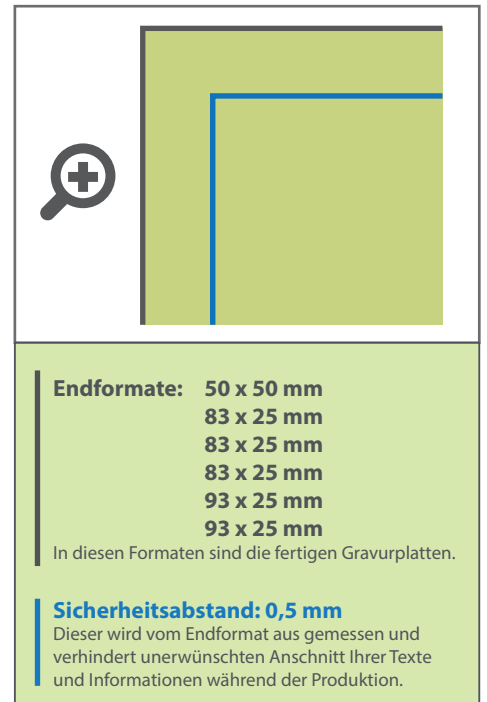 Endformate: 50 x 50 mm
83 x 25 mm
83 x 25 mm
83 x 25 mm
93 x 25 mm
93 x 25 mm
In diesen Formaten sind die fertigen Gravurplatten.
Sicherheitsabstand: 0,5 mm
Dieser wird vom Endformat aus gemessen und
verhindert unerwünschten Anschnitt Ihrer Texte
und Informationen während der Produktion.